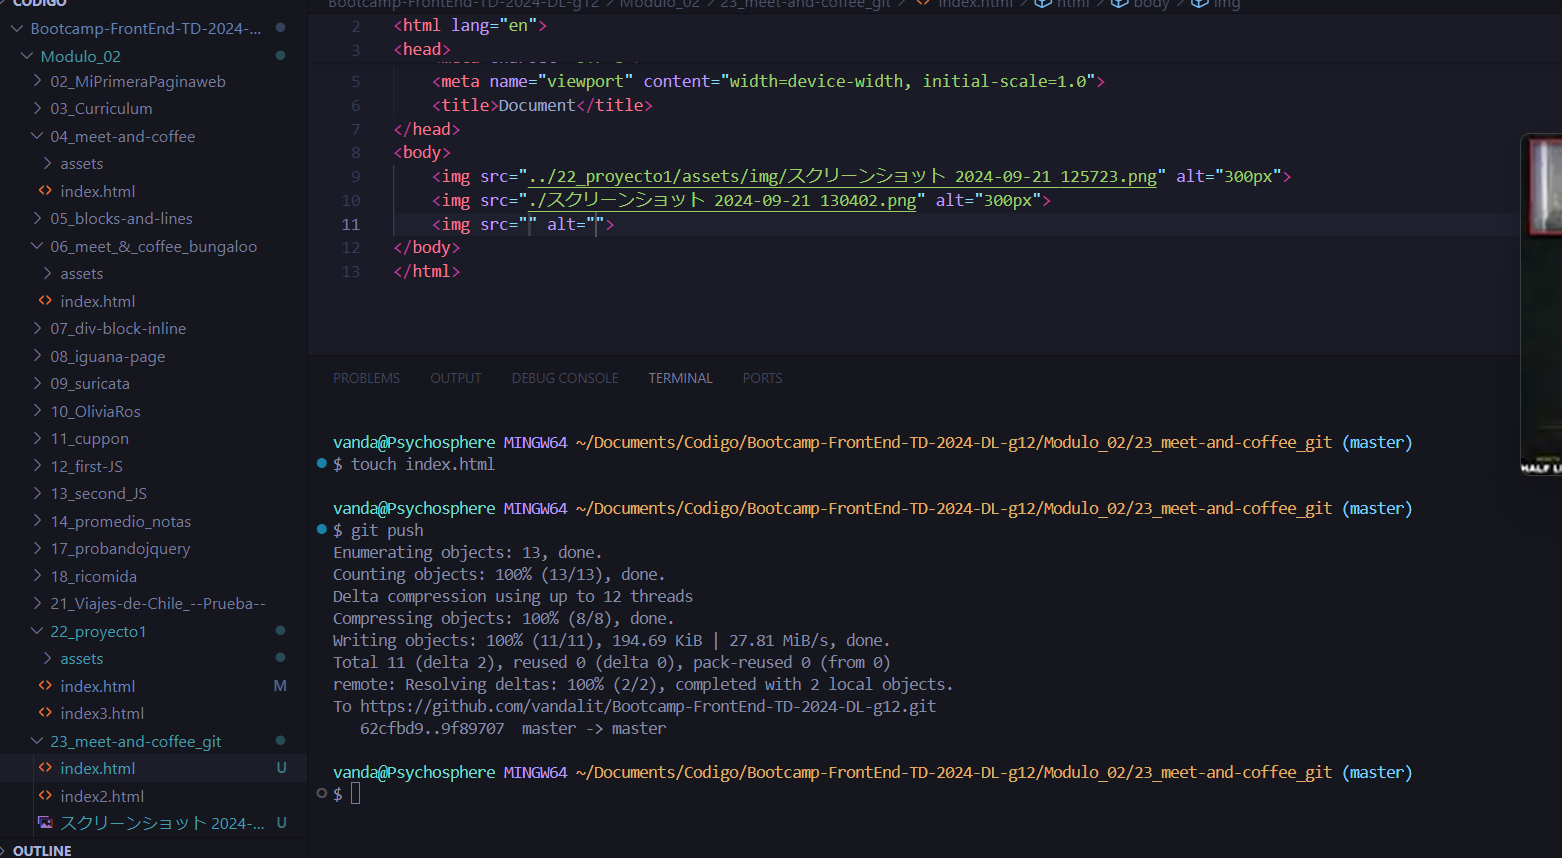 CODIGO
Bootcamp-FrontEnd-TD-2024-...
Modulo_02
02_MiPrimeraPaginaweb
03_Curriculum
04_meet-and-coffee
assets
index.html
05_blocks-and-lines
06_meet_&_coffee_bungaloo
assets
index.html
07_div-block-inline
08_iguana-page
09_suricata
10_OliviaRos
11_cuppon
12_first-JS
13_second_JS
14_promedio_notas
17_probandojquery
18_ricomida
21_Viajes-de-Chile_--Prueba--
22_proyecto1
assets
index.html M
index3.html
23_meet-and-coffee_git
index.html U
index2.html
スクリーンショット 2024-... U
OUTLINE
Bootcamp-FrontEnd-TD-2024-DL-g12 > Modulo_02 > 23_meet-and-coffee_git > index.html > html > body > img
2 <html lang="en">
3 <head>
5 <meta name="viewport" content="width=device-width, initial-scale=1.0">
6 <title>Document</title>
7 </head>
8 <body>
9 <img src="../22_proyecto1/assets/img/スクリーンショット 2024-09-21 125723.png" alt="300px">
10 <img src="./スクリーンショット 2024-09-21 130402.png" alt="300px">
11 <img src="" alt="">
12 </body>
13 </html>
PROBLEMS OUTPUT DEBUG CONSOLE TERMINAL PORTS
vanda@Psychosphere MINGW64 ~/Documents/Codigo/Bootcamp-FrontEnd-TD-2024-DL-g12/Modulo_02/23_meet-and-coffee_git (master)
$ touch index.html
vanda@Psychosphere MINGW64 ~/Documents/Codigo/Bootcamp-FrontEnd-TD-2024-DL-g12/Modulo_02/23_meet-and-coffee_git (master)
$ git push
Enumerating objects: 13, done.
Counting objects: 100% (13/13), done.
Delta compression using up to 12 threads
Compressing objects: 100% (8/8), done.
Writing objects: 100% (11/11), 194.69 KiB | 27.81 MiB/s, done.
Total 11 (delta 2), reused 0 (delta 0), pack-reused 0 (from 0)
remote: Resolving deltas: 100% (2/2), completed with 2 local objects.
To https://github.com/vandalit/Bootcamp-FrontEnd-TD-2024-DL-g12.git
62cfbd9..9f89707 master -> master
vanda@Psychosphere MINGW64 ~/Documents/Codigo/Bootcamp-FrontEnd-TD-2024-DL-g12/Modulo_02/23_meet-and-coffee_git (master)
$
HALF L